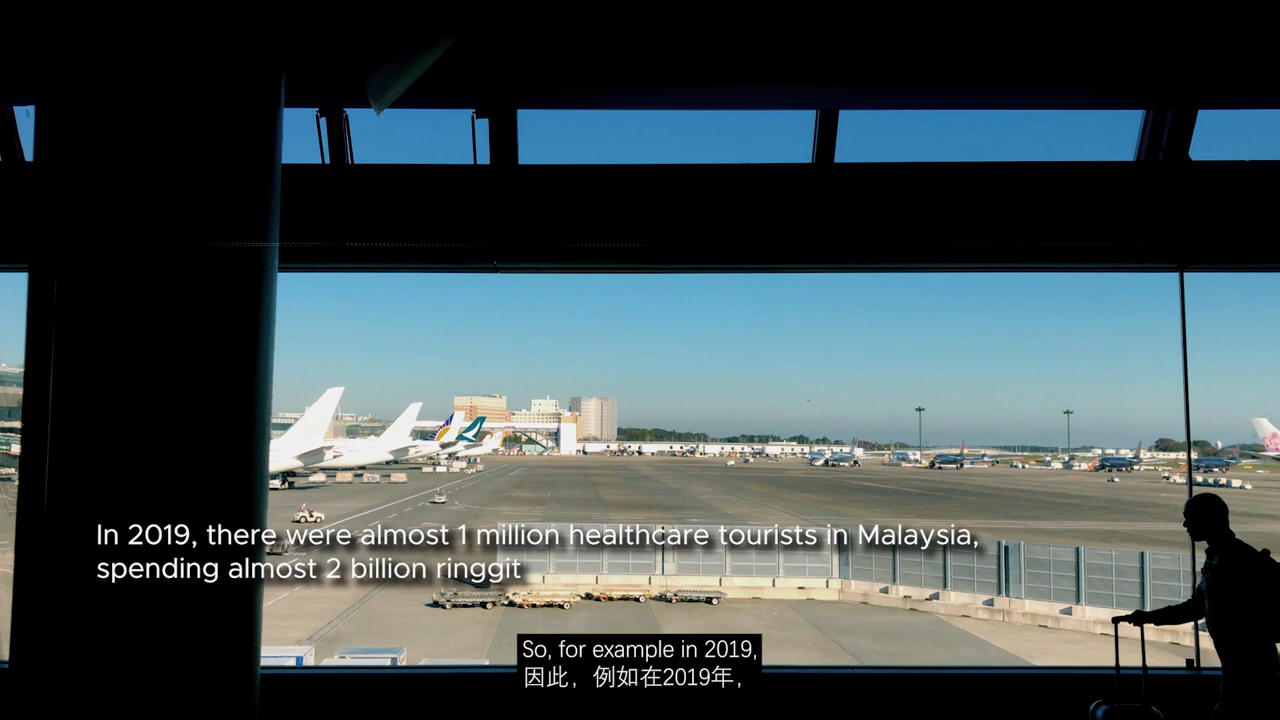 In 2019, there were almost 1 million healthcare tourists in Malaysia,
spending almost 2 billion ringgit
So, for example in 2019,
因此，例如在2019年，